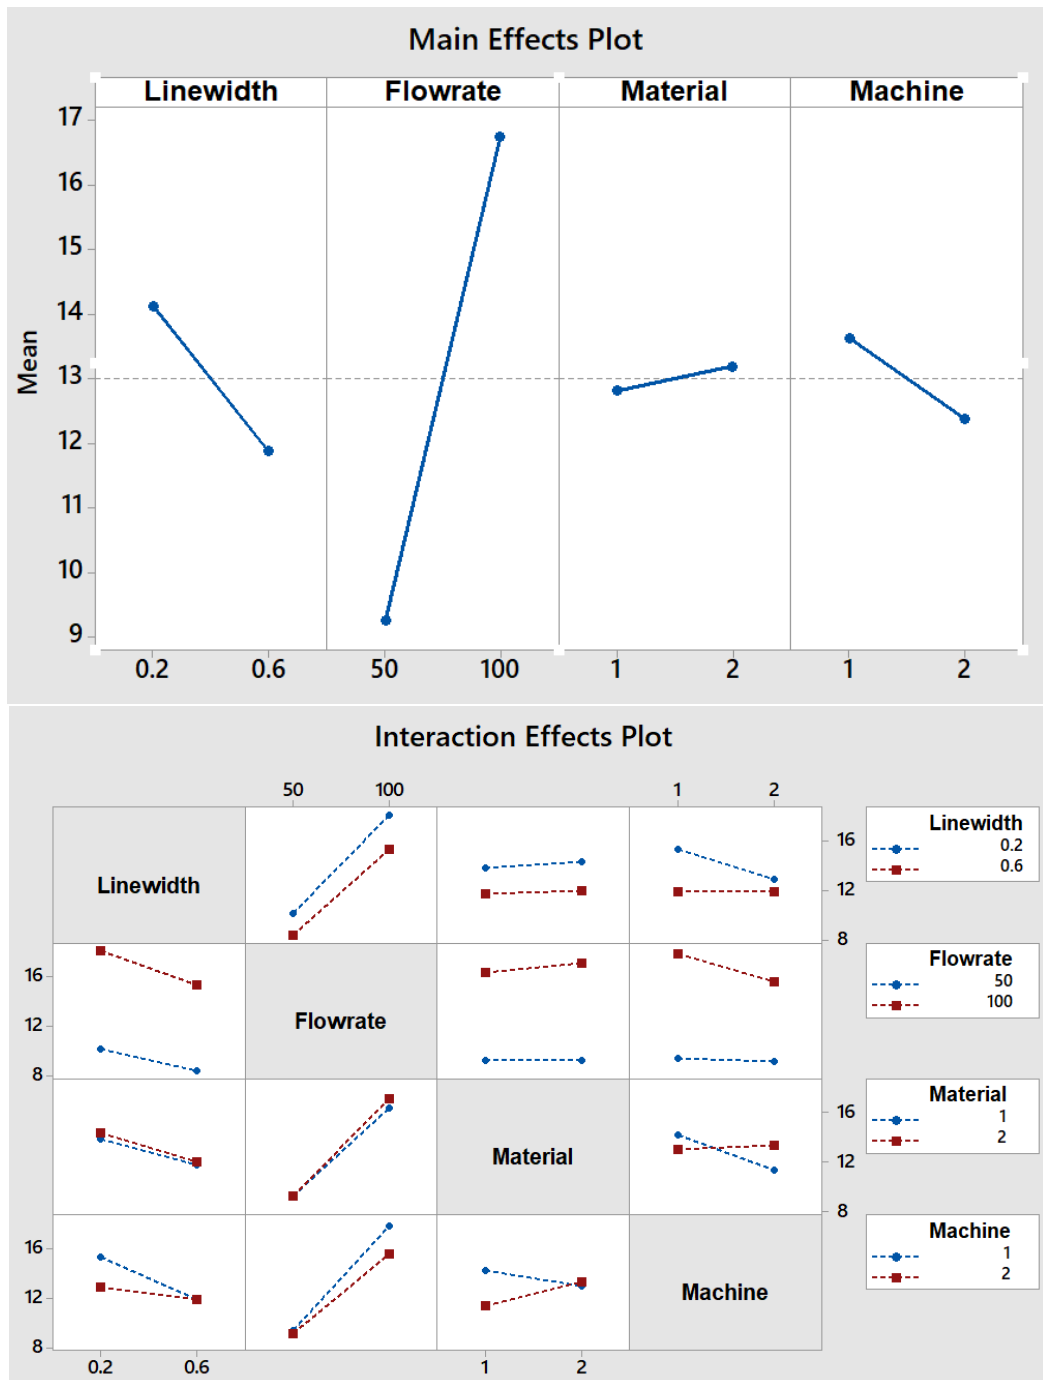 Main Effects Plot
Linewidth Flowrate Material Machine
17
16
15
14
13
12
11
10
9
Mean
0.2 0.6 50 100 1 2 1 2
Interaction Effects Plot
50 100 1 2
Linewidth
16
12
8
Linewidth
0.2
0.6
16
12
8
Flowrate
Flowrate
50
100
Material
16
12
8
Material
1
2
16
12
8
Machine
Machine
1
2
0.2 0.6 1 2